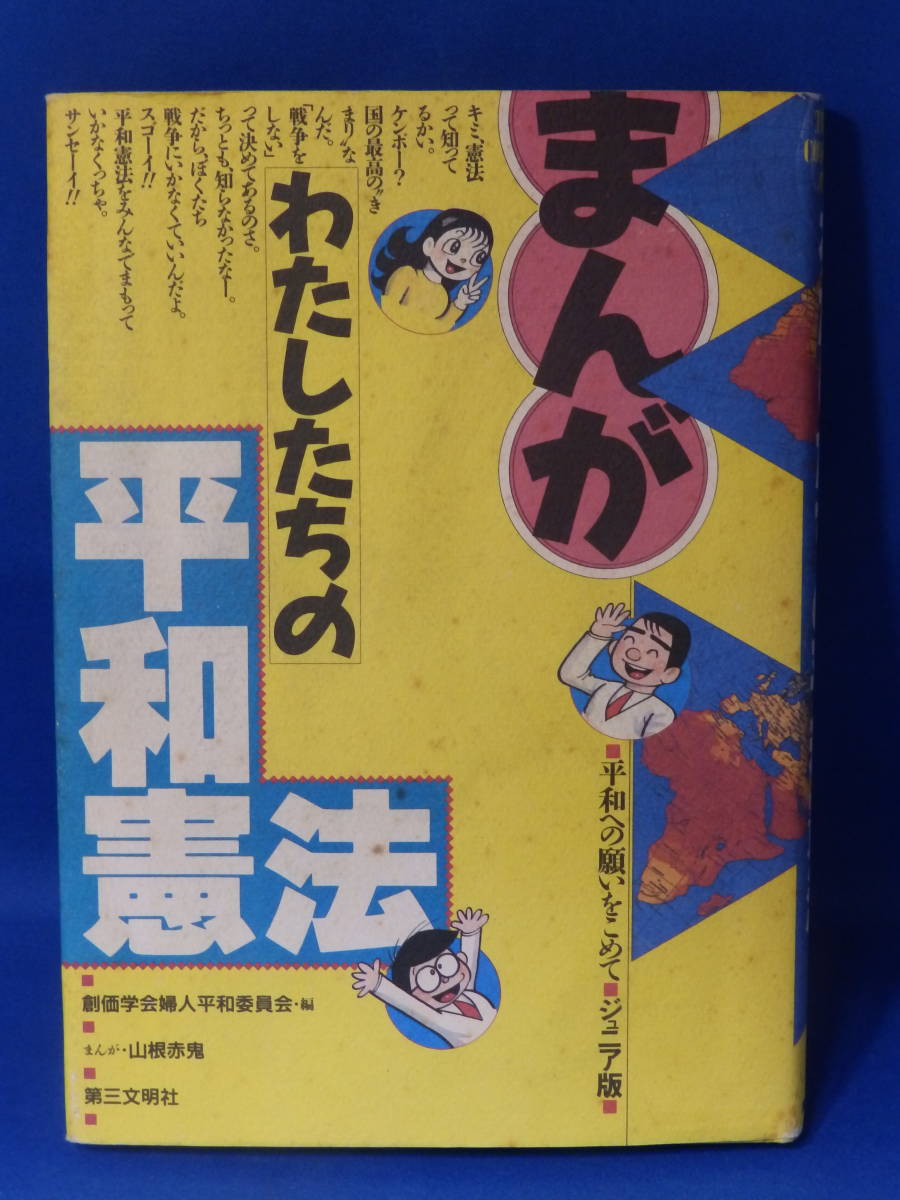 まんが
キミ、憲法
って知って
るかい。
ケンポー?
国の最高の〝き
まり〟な
んだ。
「戦争を
しない」
って決めてあるのさ。
ちっとも、知らなかったなー。
だから、ぼくたち
戦争にいかなくていいんだよ。
スゴーイ!!
平和憲法をみんなでまもって
いかなくっちゃ。
サンセーイ!!
わたしたちの
平和
憲法
■平和への願いをこめて■ジュニア版■
■
創価学会婦人平和委員会・編
■
まんが・山根赤鬼
■
第三文明社
■